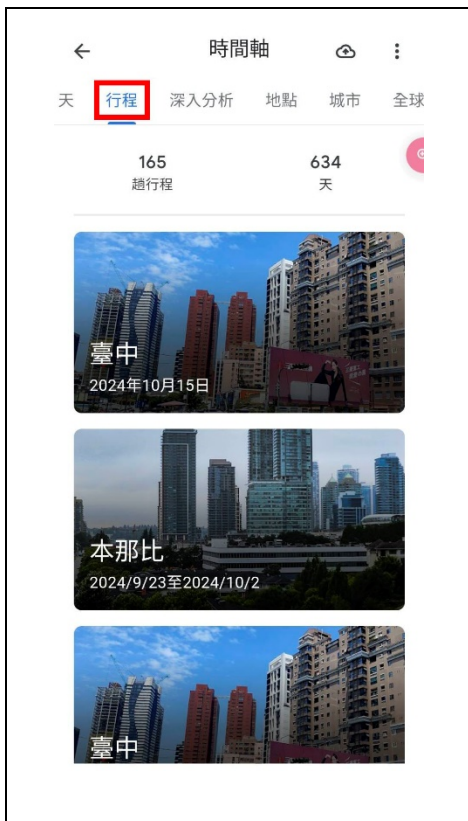 時間軸
天 行程 深入分析 地點 城市 全球
165 634
趟行程 天
臺中
2024年10月15日
本那比
2024/9/23至2024/10/2
臺中